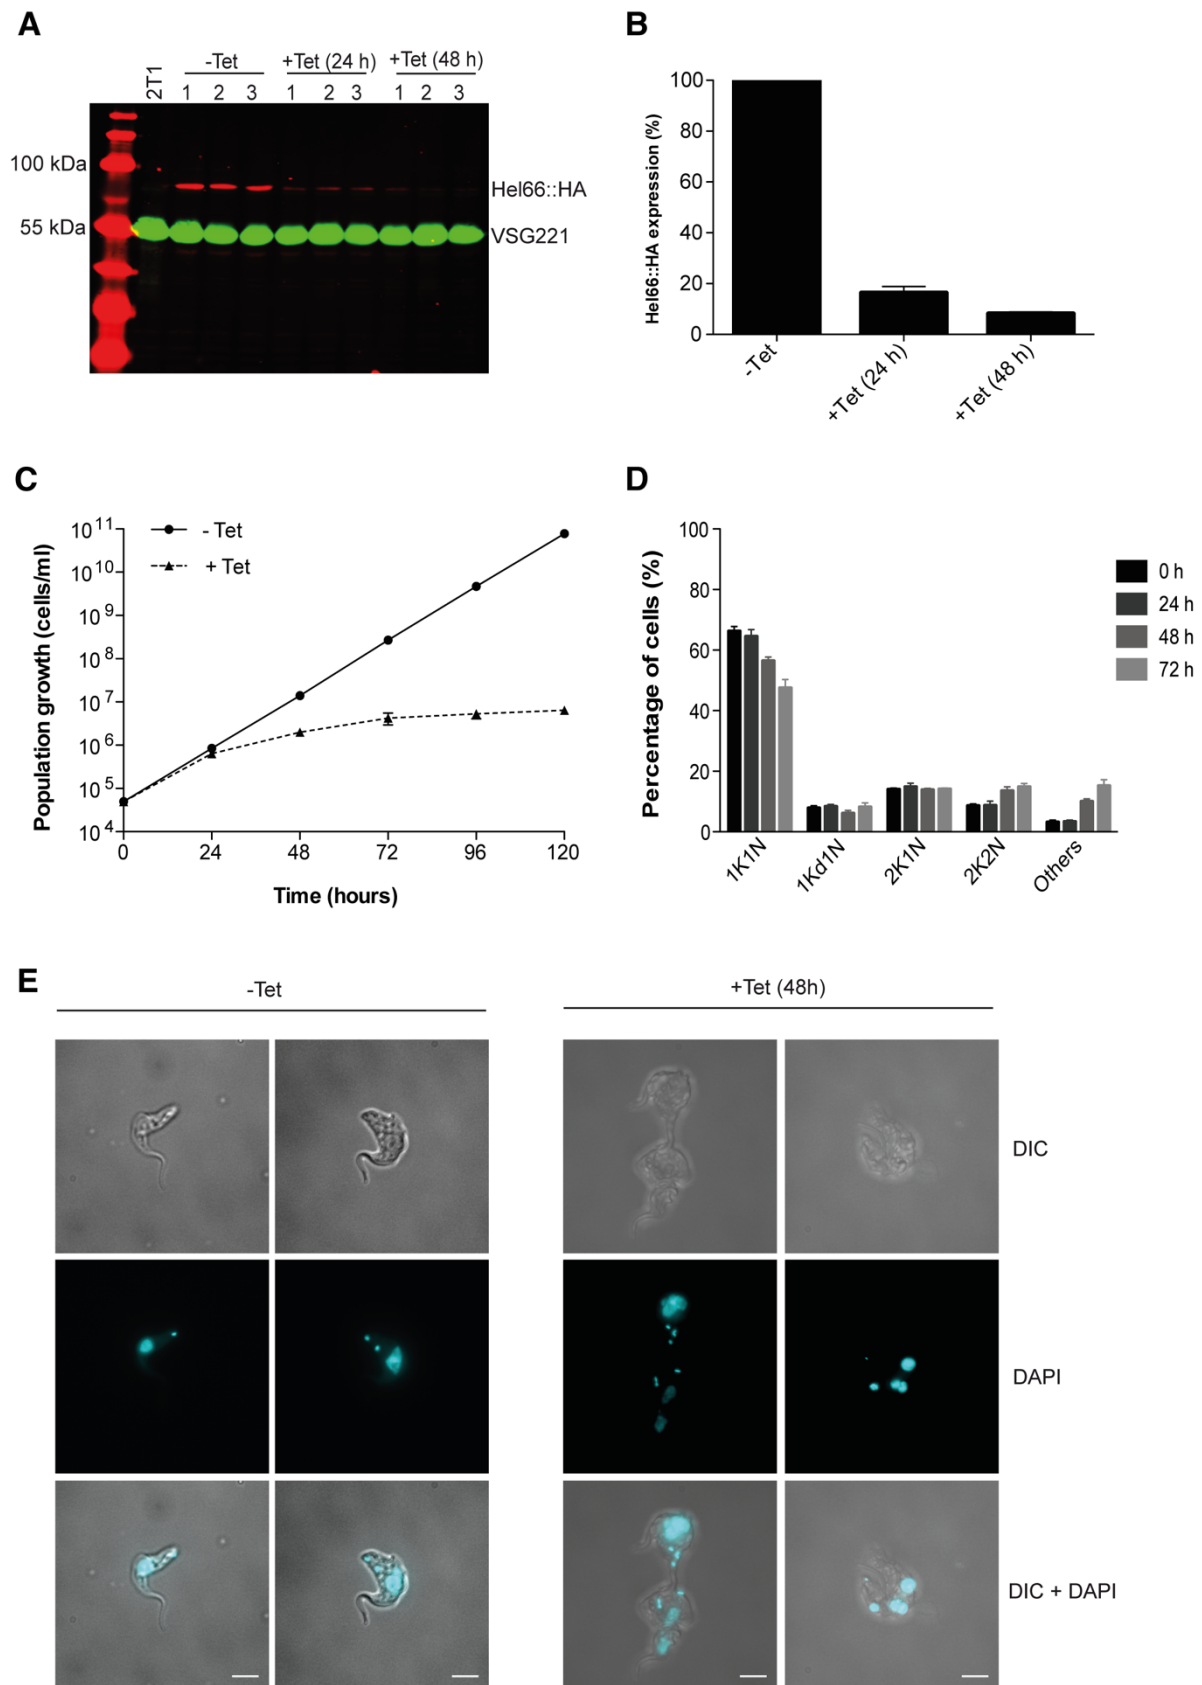 A
2T1
-Tet
+Tet (24 h)
+Tet (48 h)
1 2 3 1 2 3 1 2 3
100 kDa
55 kDa
Hel66::HA
VSG221
B
Hel66::HA expression (%)
100
80
60
40
20
0
-Tet
+Tet (24 h)
+Tet (48 h)
C
Population growth (cells/ml)
10^11
10^10
10^9
10^8
10^7
10^6
10^5
10^4
- Tet
+ Tet
0 24 48 72 96 120
Time (hours)
D
Percentage of cells (%)
100
80
60
40
20
0
1K1N
1Kd1N
2K1N
2K2N
Others
0 h
24 h
48 h
72 h
E
-Tet
+Tet (48h)
DIC
DAPI
DIC + DAPI